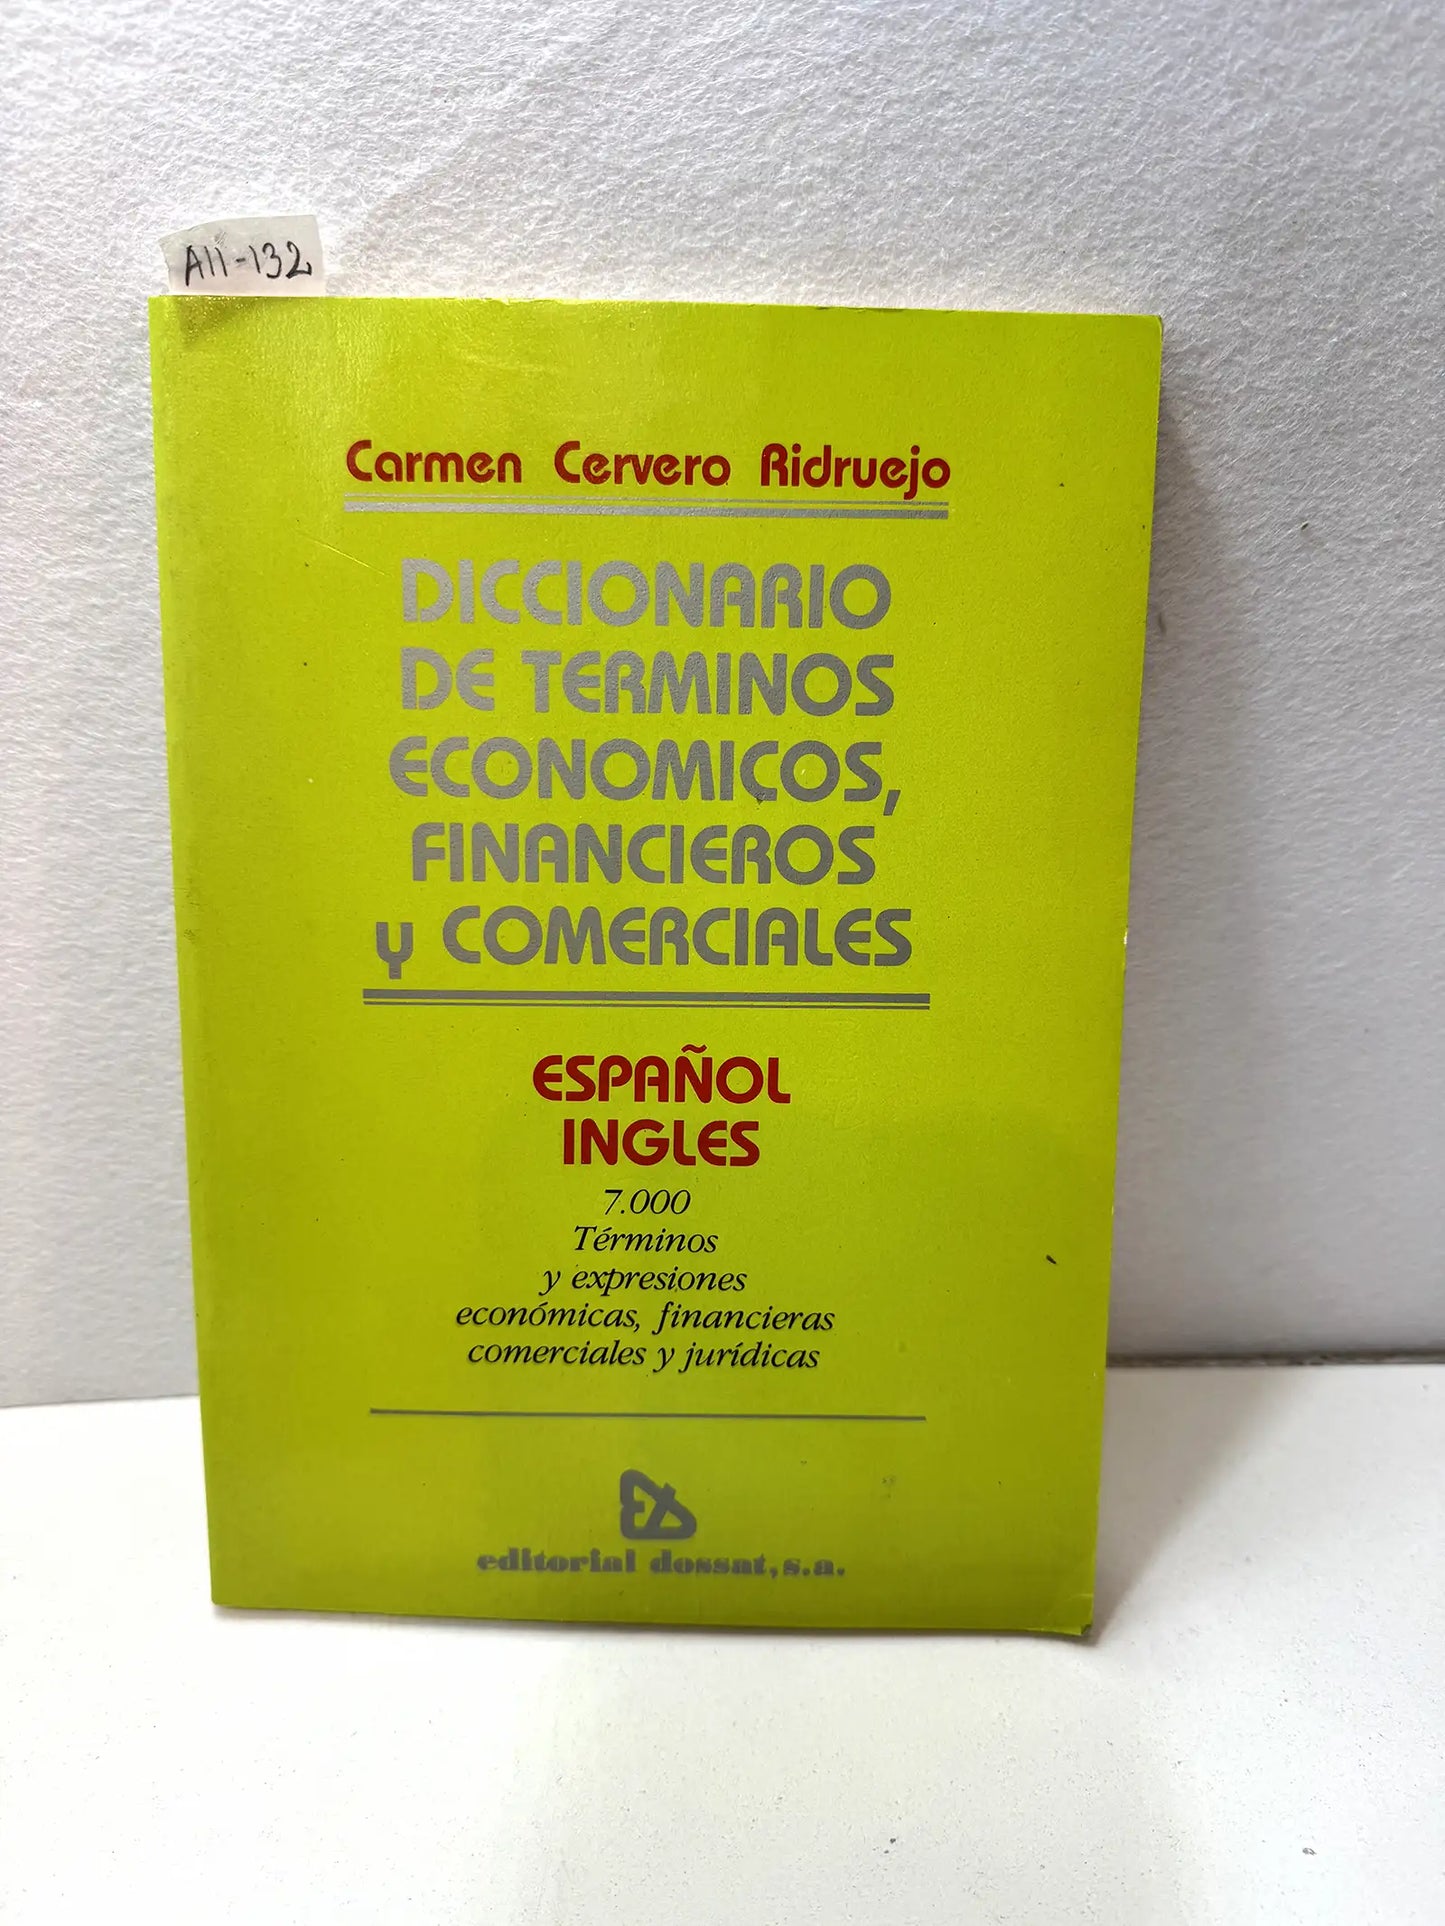 A11-132
Carmen Cervero Ridruejo
DICCIONARIO
DE TERMINOS
ECONOMICOS,
FINANCIEROS
y COMERCIALES
ESPAÑOL
INGLES
7.000
Términos
y expresiones
económicas, financieras
comerciales y jurídicas
editorial dossat, s.a.